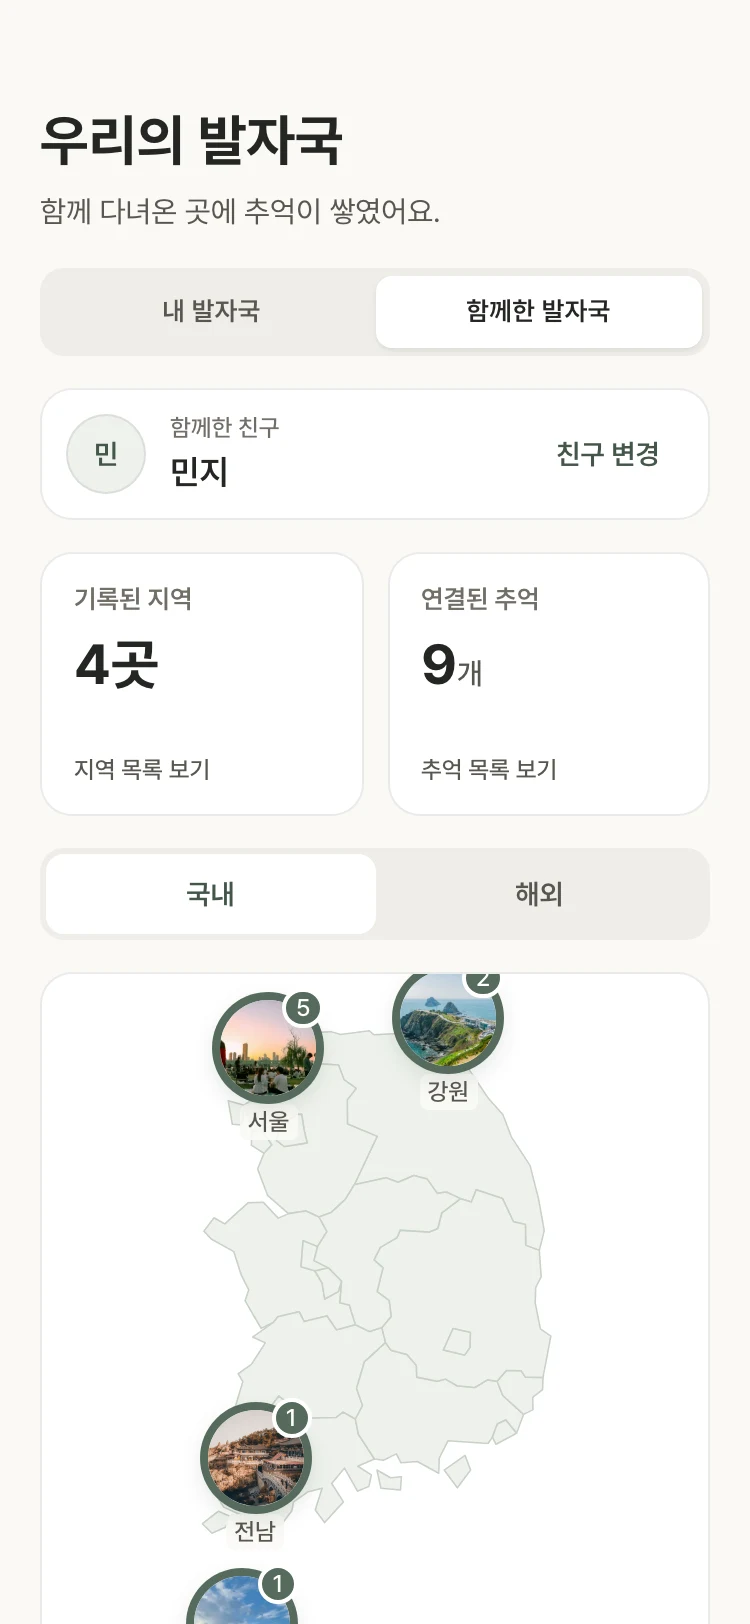 우리의 발자국
함께 다녀온 곳에 추억이 쌓였어요.
내 발자국
함께한 발자국
민
함께한 친구
민지
친구 변경
기록된 지역
4곳
지역 목록 보기
연결된 추억
9개
추억 목록 보기
국내
해외
2
5
강원
서울
1
전남
1